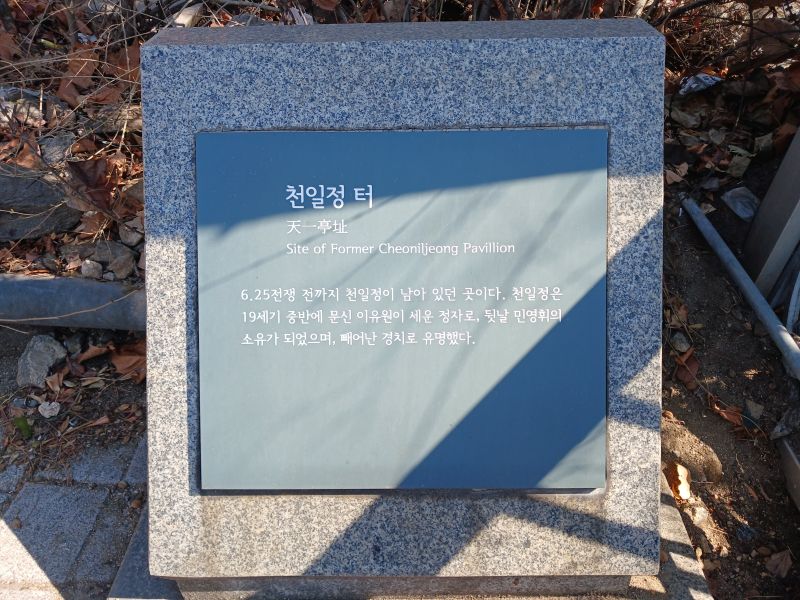 천일정 터
天一亭址
Site of Former Cheoniljeong Pavillion
6.25전쟁 전까지 천일정이 남아 있던 곳이다. 천일정은
19세기 중반에 문신 이유원이 세운 정자로, 뒷날 민영휘의
소유가 되었으며, 빼어난 경치로 유명했다.